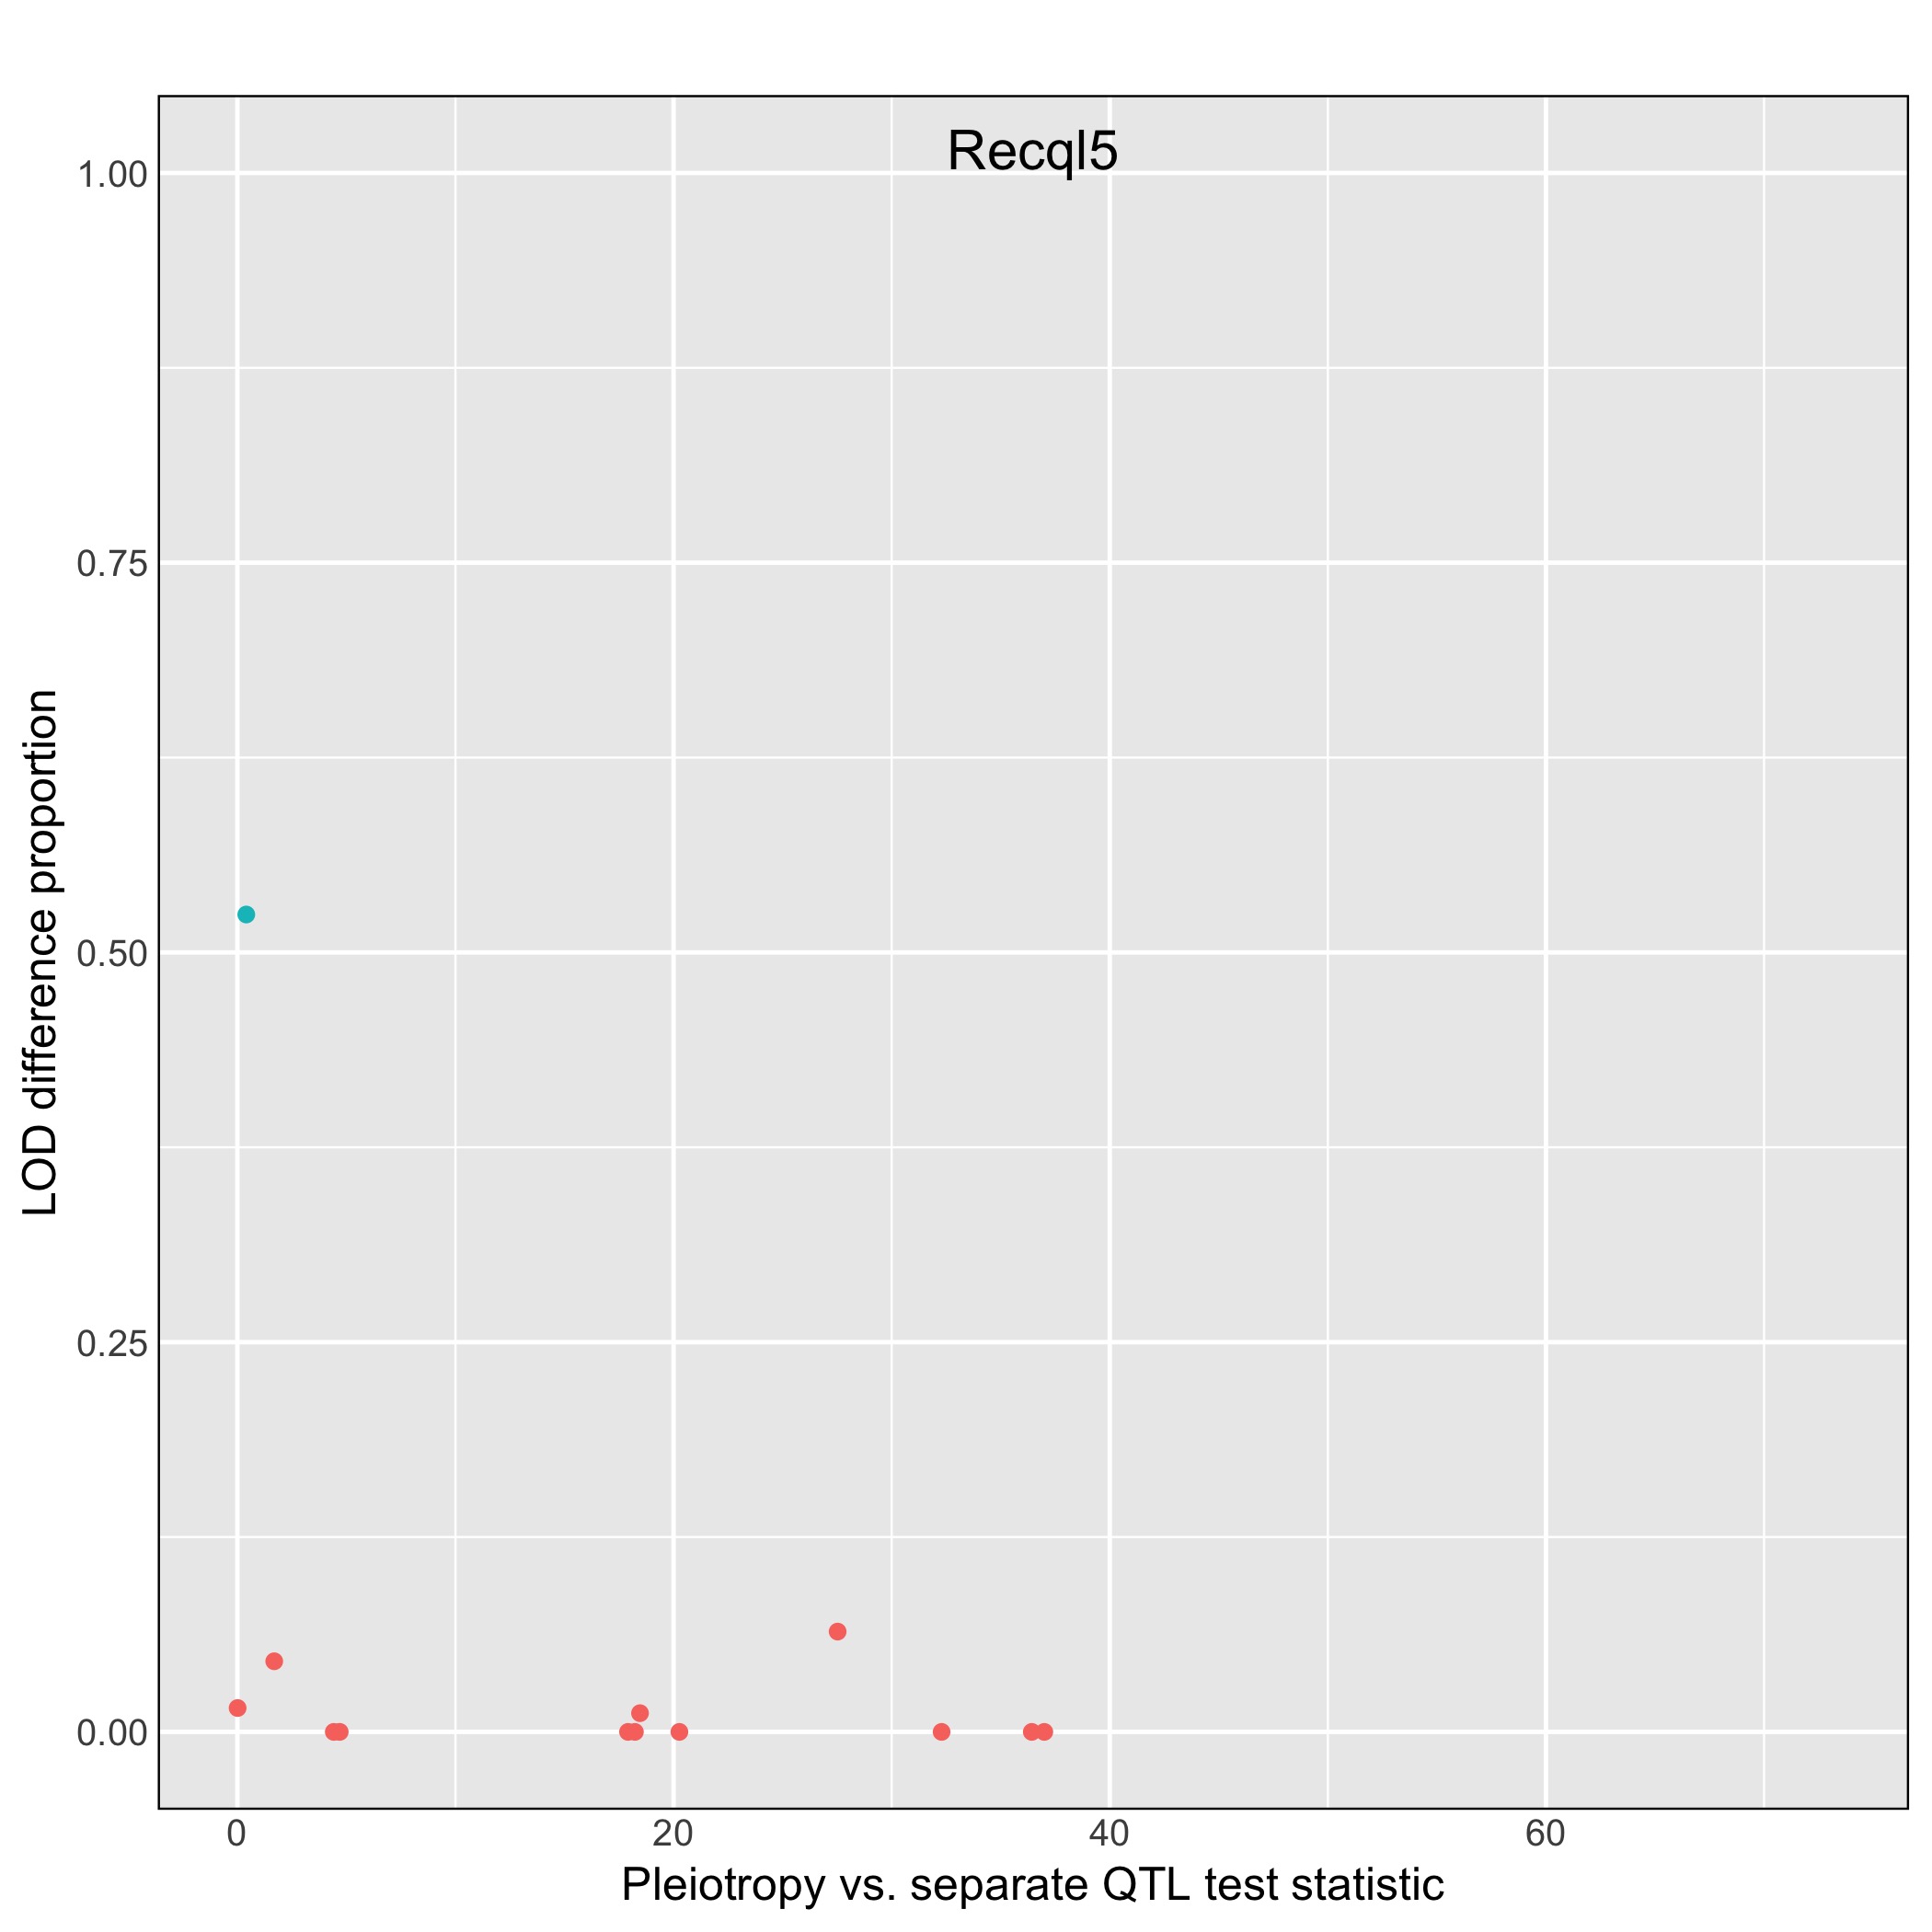 Recql5
1.00
0.75
0.50
0.25
0.00
LOD difference proportion
0 20 40 60
Pleiotropy vs. separate QTL test statistic